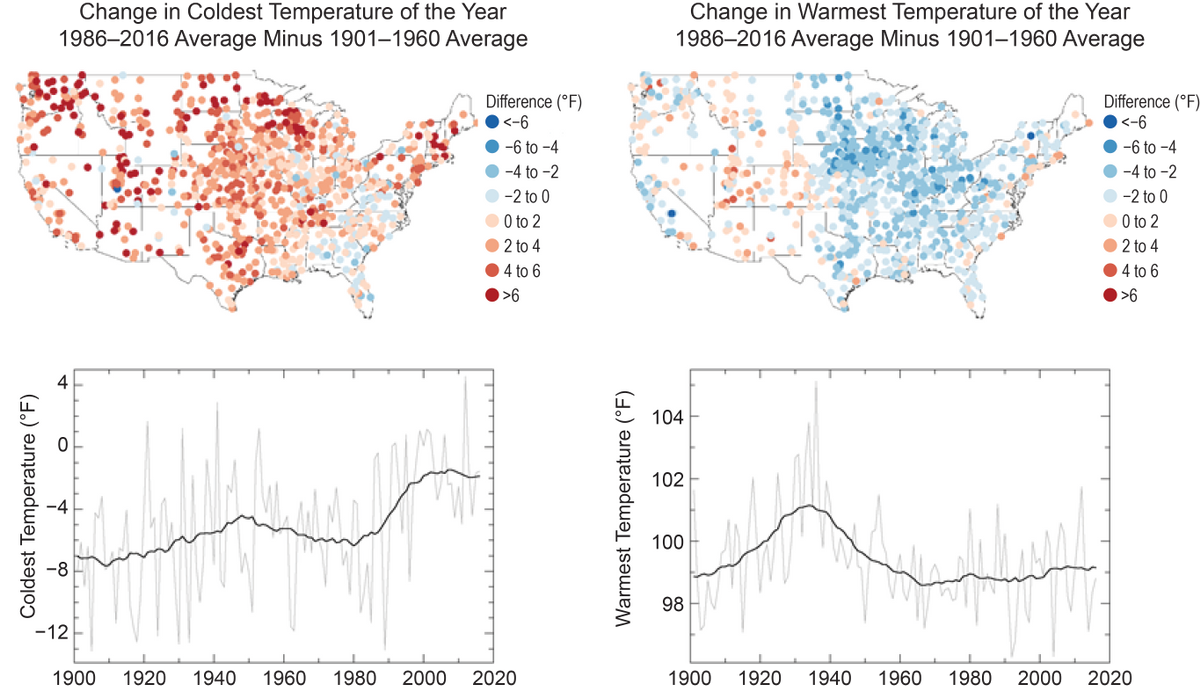 Change in Coldest Temperature of the Year
1986–2016 Average Minus 1901–1960 Average
Difference (°F)
<−6
−6 to −4
−4 to −2
−2 to 0
0 to 2
2 to 4
4 to 6
>6
Change in Warmest Temperature of the Year
1986–2016 Average Minus 1901–1960 Average
Difference (°F)
<−6
−6 to −4
−4 to −2
−2 to 0
0 to 2
2 to 4
4 to 6
>6
Coldest Temperature (°F)
4
0
−4
−8
−12
1900 1920 1940 1960 1980 2000 2020
Warmest Temperature (°F)
104
102
100
98
1900 1920 1940 1960 1980 2000 2020